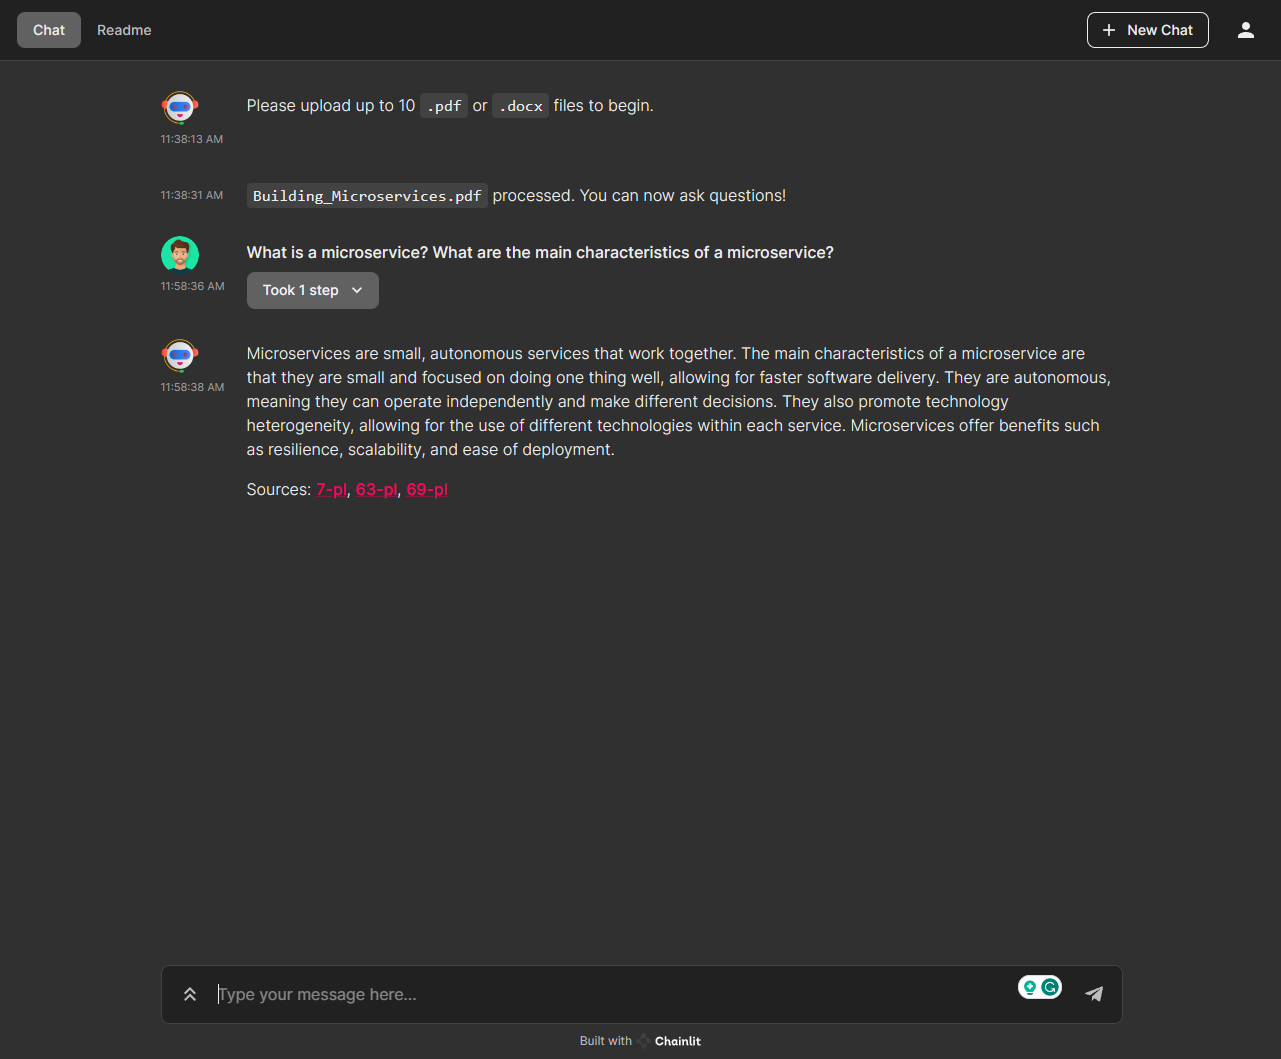 Chat
Readme
New Chat
Please upload up to 10 .pdf or .docx files to begin.
11:38:13 AM
11:38:31 AM
Building_Microservices.pdf processed. You can now ask questions!
What is a microservice? What are the main characteristics of a microservice?
11:58:36 AM
Took 1 step
Microservices are small, autonomous services that work together. The main characteristics of a microservice are
11:58:38 AM
that they are small and focused on doing one thing well, allowing for faster software delivery. They are autonomous,
meaning they can operate independently and make different decisions. They also promote technology
heterogeneity, allowing for the use of different technologies within each service. Microservices offer benefits such
as resilience, scalability, and ease of deployment.
Sources: 7-pl, 63-pl, 69-pl
Type your message here...
Built with Chainlit